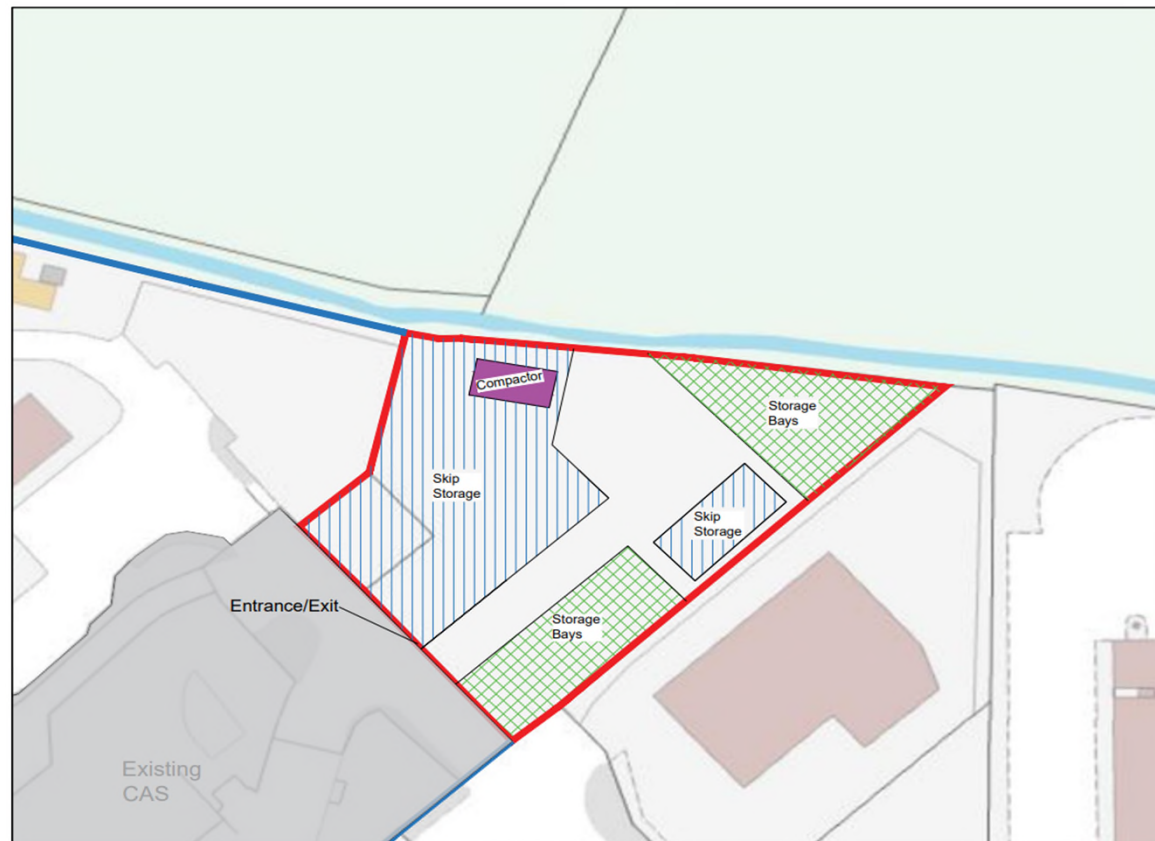 Compactor
Storage
Bays
Skip
Storage
Skip
Storage
Entrance/Exit
Storage
Bays
Existing
CAS